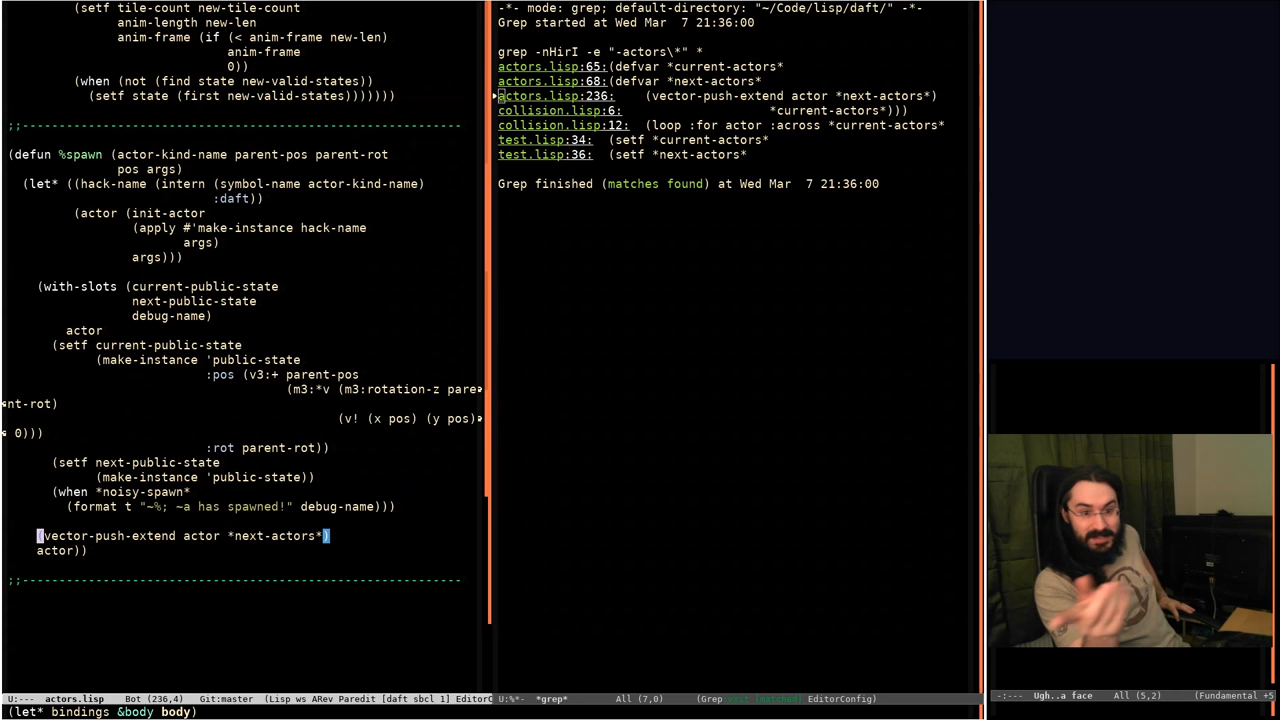 (setf tile-count new-tile-count
anim-length new-len
anim-frame (if (< anim-frame new-len)
anim-frame
0))
(when (not (find state new-valid-states))
(setf state (first new-valid-states)))))))
;;------------------------------------------------------------
(defun %spawn (actor-kind-name parent-pos parent-rot
pos args)
(let* ((hack-name (intern (symbol-name actor-kind-name)
:daft))
(actor (init-actor
(apply #'make-instance hack-name
args)
args)))
(with-slots (current-public-state
next-public-state
debug-name)
actor
(setf current-public-state
(make-instance 'public-state
:pos (v3:+ parent-pos
(m3:*v (m3:rotation-z pare
nt-rot)
(v! (x pos) (y pos)
0)))
:rot parent-rot))
(setf next-public-state
(make-instance 'public-state))
(when *noisy-spawn*
(format t "~%; ~a has spawned!" debug-name)))
(vector-push-extend actor *next-actors*)
actor))
;;------------------------------------------------------------
U:--- actors.lisp Bot (236,4) Git:master (Lisp ws ARev Paredit [daft sbcl 1] EditorC
(let* bindings &body body)
-*- mode: grep; default-directory: "~/Code/lisp/daft/" -*-
Grep started at Wed Mar  7 21:36:00
grep -nHirI -e "-actors\*" *
actors.lisp:65:(defvar *current-actors*
actors.lisp:68:(defvar *next-actors*
actors.lisp:236:    (vector-push-extend actor *next-actors*)
collision.lisp:6:                    *current-actors*)))
collision.lisp:12:  (loop :for actor :across *current-actors*
test.lisp:34:  (setf *current-actors*
test.lisp:36:  (setf *next-actors*
Grep finished (matches found) at Wed Mar  7 21:36:00
U:%*- *grep* All (7,0) (Grep:exit [matched] EditorConfig)
-:--- Ugh..a face All (5,2) (Fundamental +5